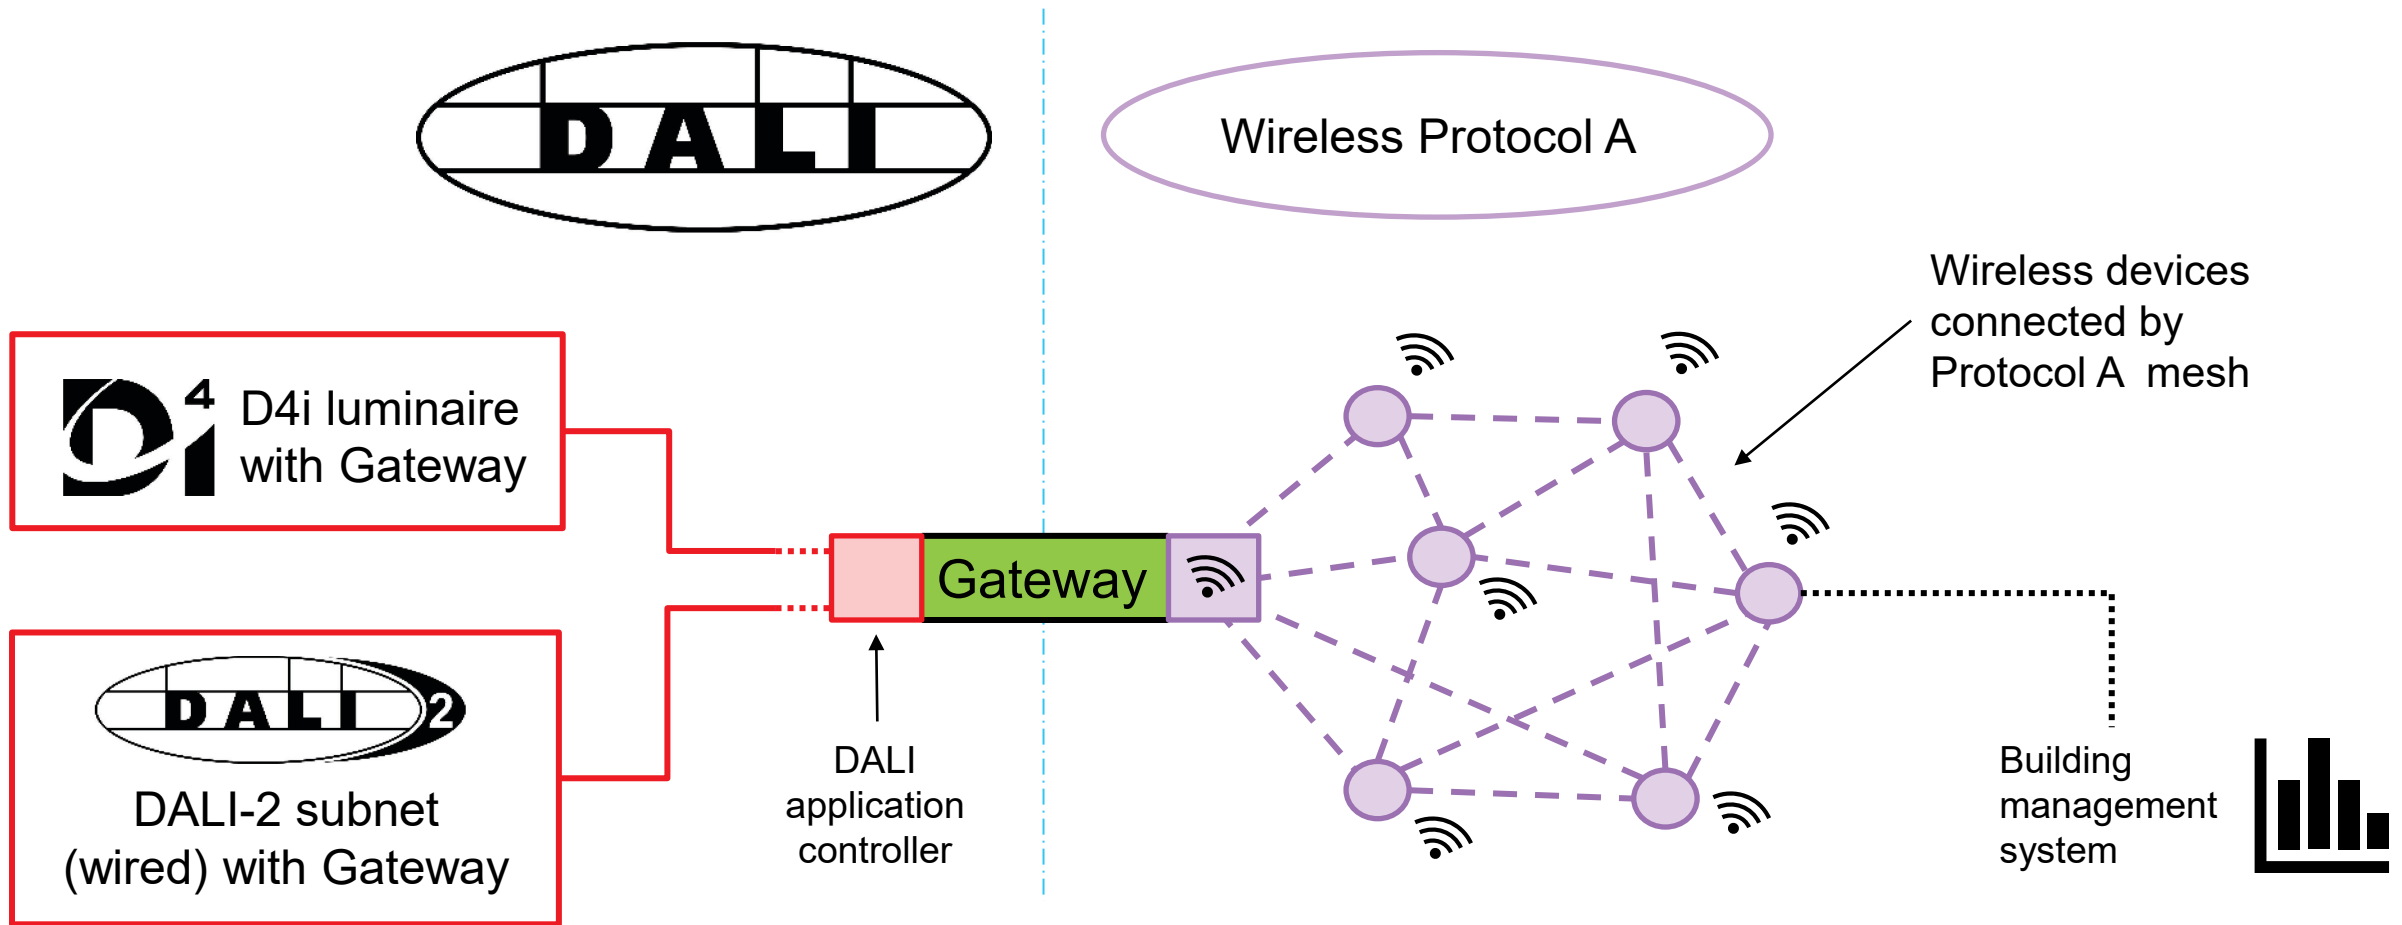 DALI
Wireless Protocol A
Wireless devices
connected by
Protocol A mesh
D4i
D4i luminaire
with Gateway
Gateway
DALI 2
DALI-2 subnet
(wired) with Gateway
DALI
application
controller
Building
management
system